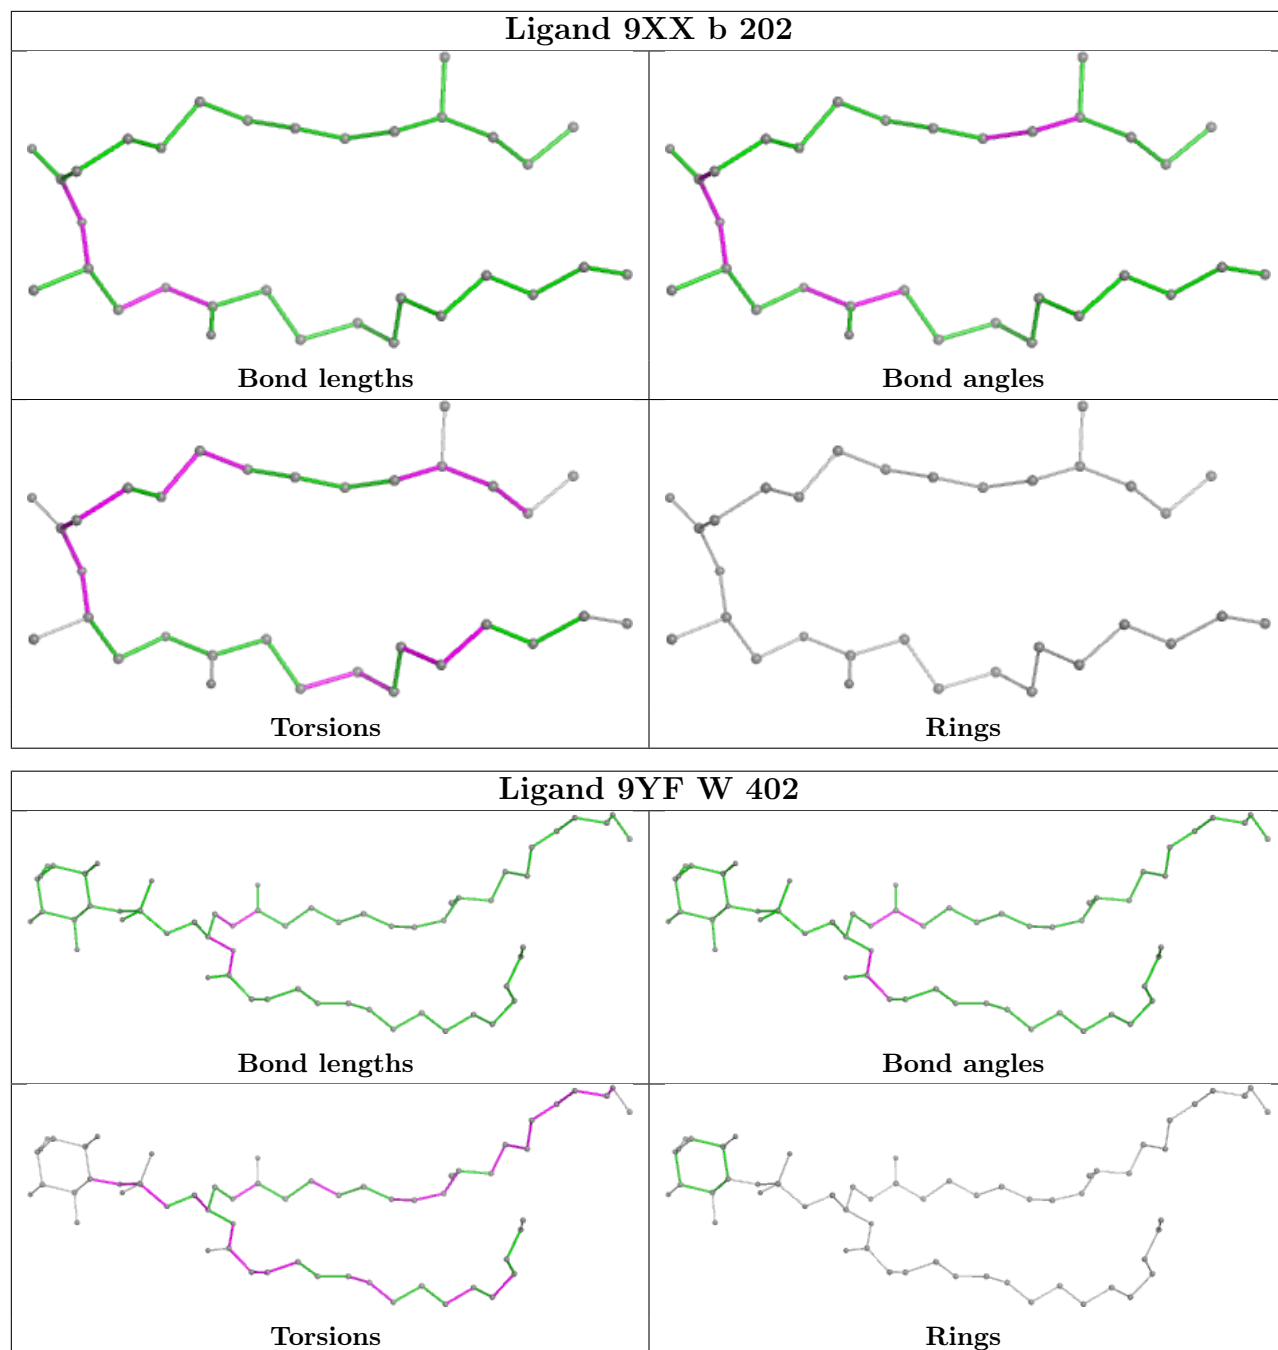 Ligand 9XX b 202
Bond lengths
Bond angles
Torsions
Rings
Ligand 9YF W 402
Bond lengths
Bond angles
Torsions
Rings